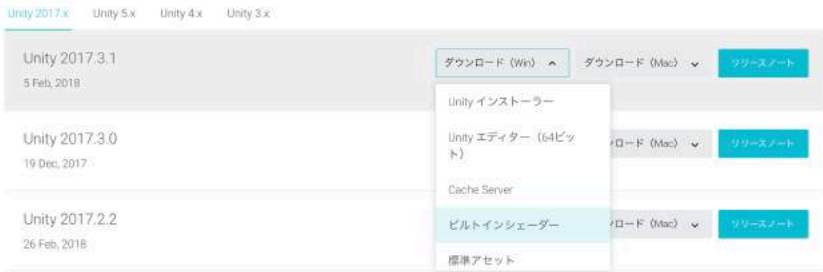 Unity 2017.x Unity 5.x Unity 4.x Unity 3.x
Unity 2017.3.1 ダウンロード (Win) ダウンロード (Mac) リリースノート
5 Feb, 2018
Unity インストーラー
Unity 2017.3.0 Unity エディター（64ビッ ンロード (Mac) リリースノート
ト）
19 Dec, 2017
Cache Server
Unity 2017.2.2 ビルトインシェーダー ンロード (Mac) リリースノート
26 Feb, 2018
標準アセット